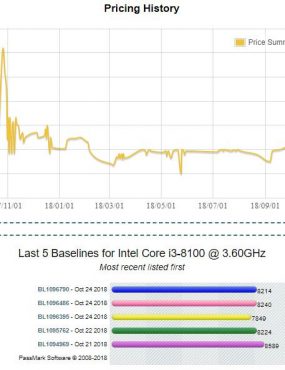 Pricing History
Price Summ
/11/01
18/01/01
18/03/01
18/05/01
18/07/01
18/09/01
Last 5 Baselines for Intel Core i3-8100 @ 3.60GHz
Most recent listed first
BL1096790 - Oct 24 2018
8214
BL1096486 - Oct 24 2018
8240
BL1096395 - Oct 24 2018
7849
BL1095762 - Oct 22 2018
8224
BL1094969 - Oct 21 2018
8589
PassMark Software © 2008-2018